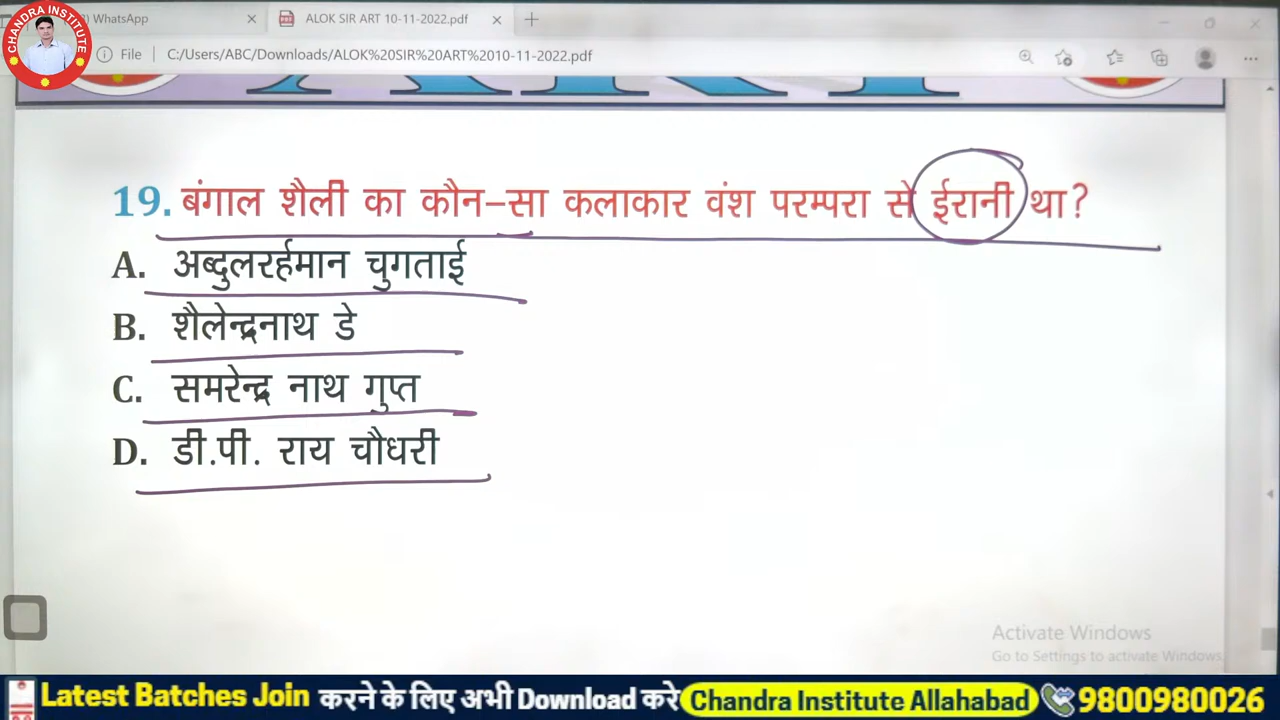 CHANDRA INSTITUTE
WhatsApp
ALOK SIR ART 10-11-2022.pdf
File C:/Users/ABC/Downloads/ALOK%20SIR%20ART%2010-11-2022.pdf
19. बंगाल शैली का कौन-सा कलाकार वंश परम्परा से ईरानी था?
A. अब्दुलरर्हमान चुगताई
B. शैलेन्द्रनाथ डे
C. समरेन्द्र नाथ गुप्त
D. डी.पी. राय चौधरी
Activate Windows
Go to Settings to activate Windows.
Latest Batches Join करने के लिए अभी Download करे Chandra Institute Allahabad 9800980026